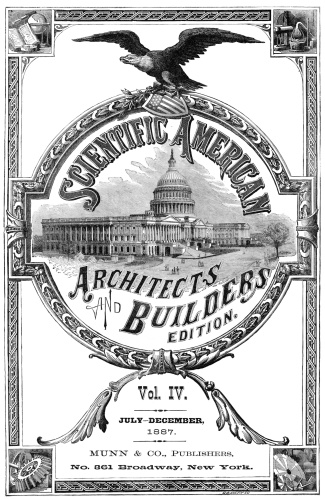 SCIENTIFIC AMERICAN
ARCHITECTS
AND BUILDERS
EDITION.
Vol. IV.
JULY–DECEMBER,
1887.
MUNN & CO., PUBLISHERS,
No. 361 Broadway, New York.